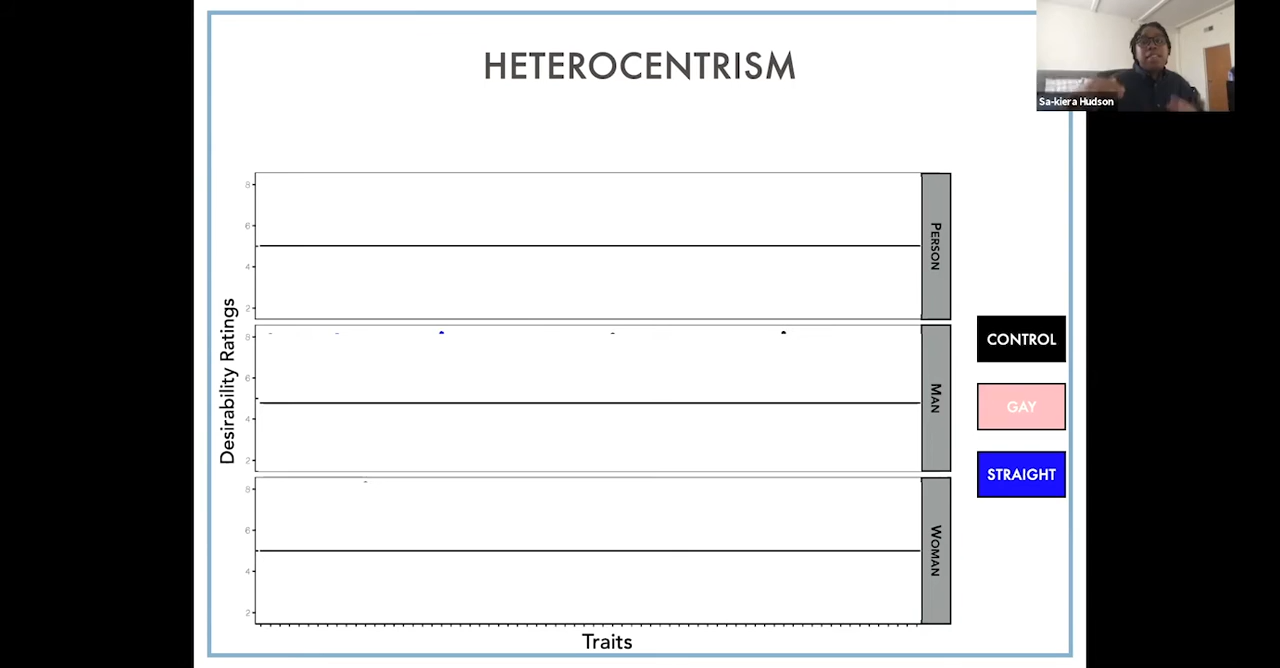 HETEROCENTRISM
Sa-kiera Hudson
Desirability Ratings
8
6
4
2
PERSON
8
6
4
2
MAN
8
6
4
2
WOMAN
Traits
CONTROL
GAY
STRAIGHT